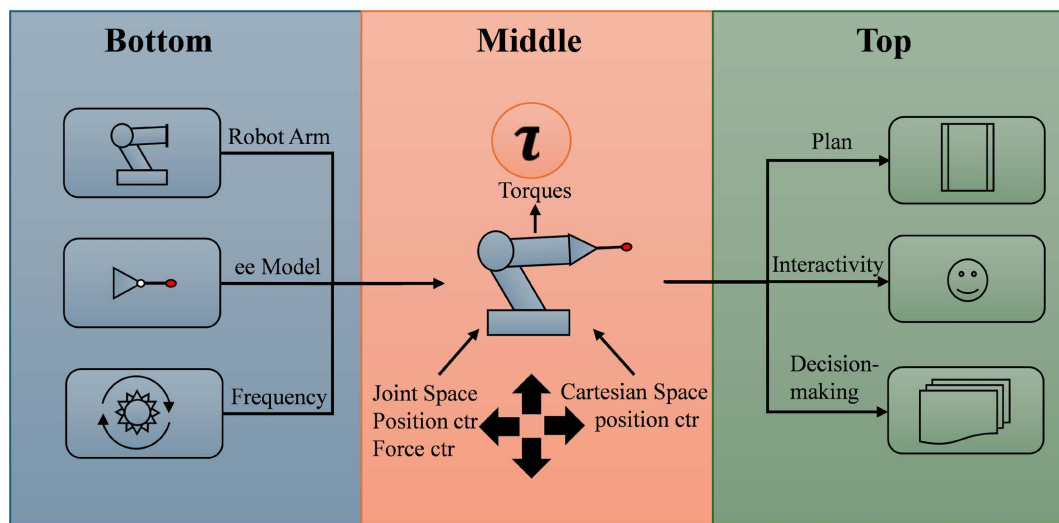 Bottom
Middle
Top
Robot Arm
ee Model
Frequency
τ
Torques
Joint Space
Position ctr
Force ctr
Cartesian Space
position ctr
Plan
Interactivity
Decision-
making